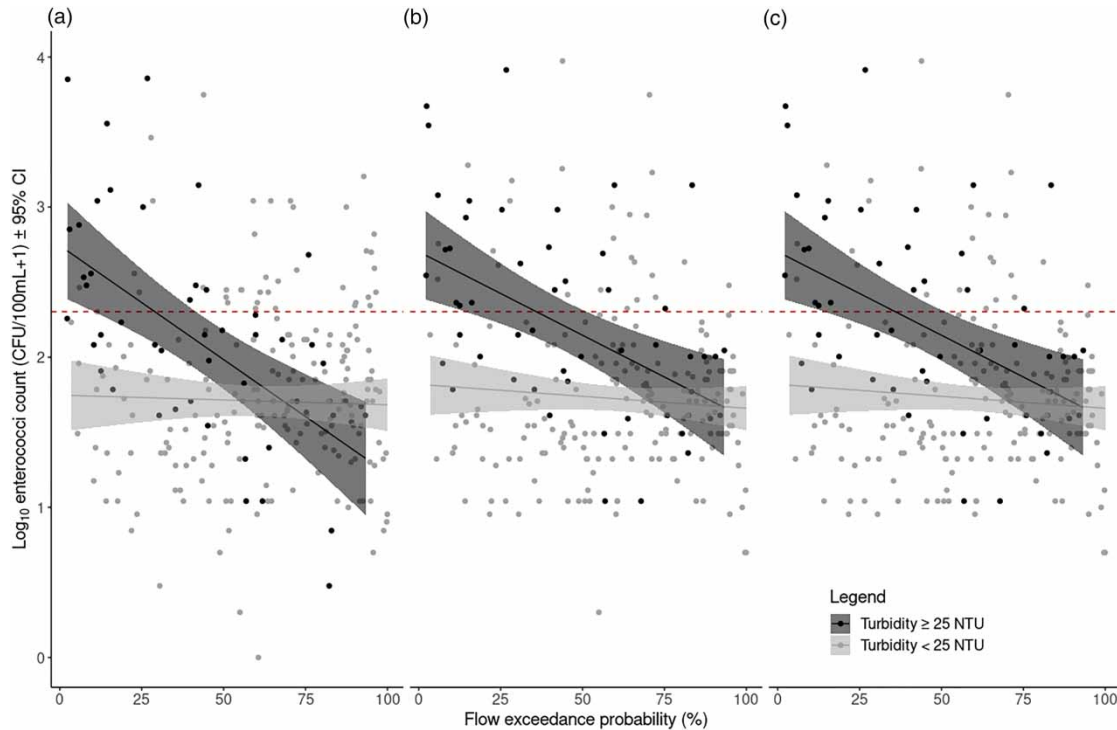 (a) (b) (c)
Log10 enterococci count (CFU/100mL+1) ± 95% CI
4
3
2
1
0
0 25 50 75 100 0 25 50 75 100 0 25 50 75 100
Flow exceedance probability (%)
Legend
Turbidity ≥ 25 NTU
Turbidity < 25 NTU